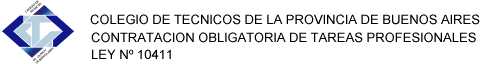 COLEGIO DE TECNICOS DE LA PROVINCIA DE BUENOS AIRES
CONTRATACION OBLIGATORIA DE TAREAS PROFESIONALES
LEY Nº 10411